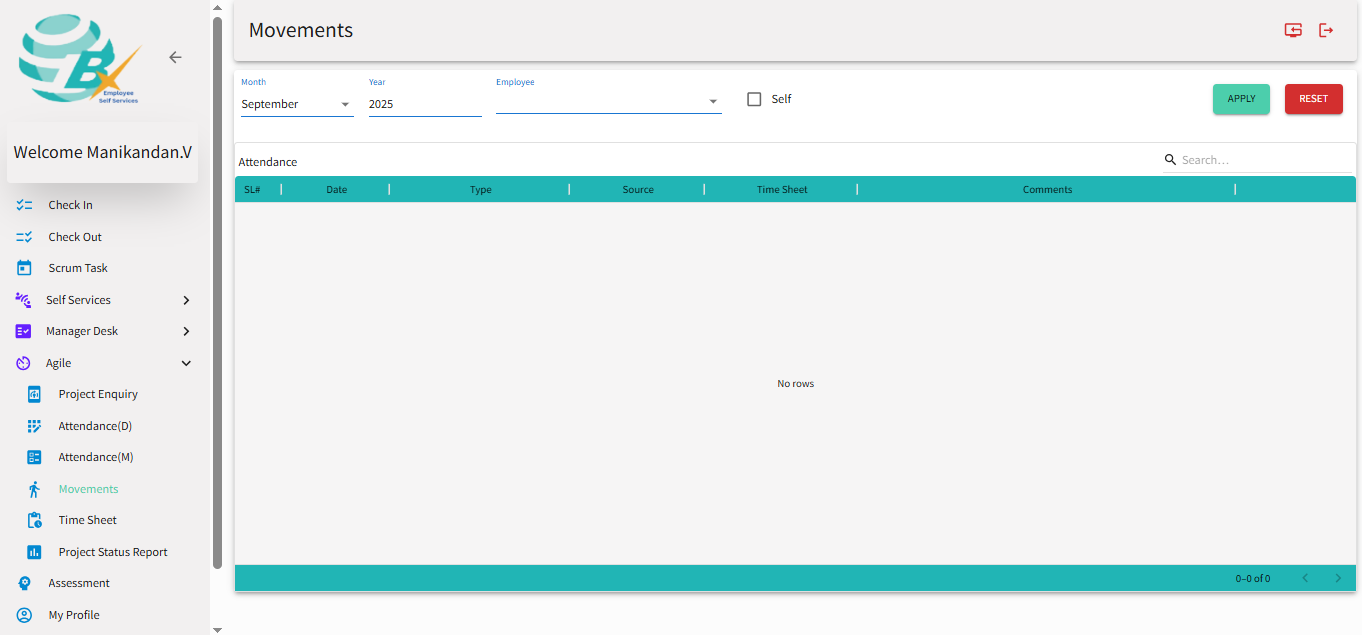 BX
Employee
Self Services
Welcome Manikandan.V
Check In
Check Out
Scrum Task
Self Services
Manager Desk
Agile
Project Enquiry
Attendance(D)
Attendance(M)
Movements
Time Sheet
Project Status Report
Assessment
My Profile
Movements
Month
September
Year
2025
Employee
Self
APPLY
RESET
Attendance
Search…
SL# Date Type Source Time Sheet Comments
No rows
0–0 of 0